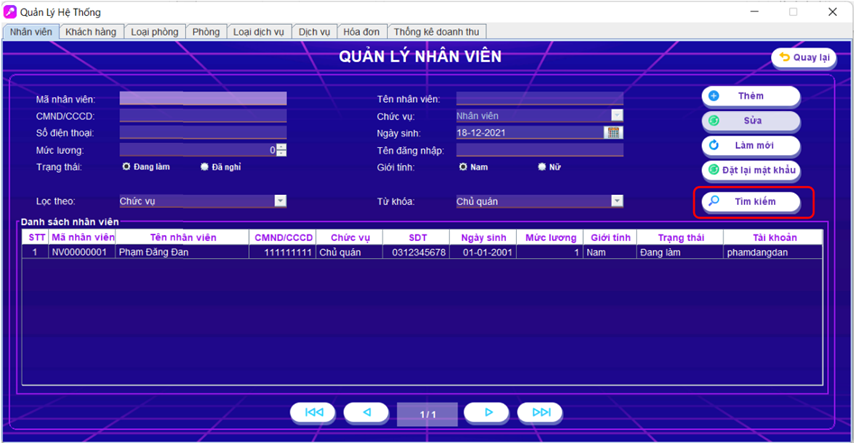 Quản Lý Hệ Thống
Nhân viên Khách hàng Loại phòng Phòng Loại dịch vụ Dịch vụ Hóa đơn Thống kê doanh thu
QUẢN LÝ NHÂN VIÊN
Quay lại
Mã nhân viên: Tên nhân viên: Thêm
CMND/CCCD: Chức vụ: Nhân viên Sửa
Số điện thoại: Ngày sinh: 18-12-2021
Mức lương: 0 Tên đăng nhập: Làm mới
Trạng thái: Đang làm Đã nghỉ Giới tính: Nam Nữ Đặt lại mật khẩu
Lọc theo: Chức vụ Từ khóa: Chủ quán Tìm kiếm
Danh sách nhân viên
STT Mã nhân viên Tên nhân viên CMND/CCCD Chức vụ SDT Ngày sinh Mức lương Giới tính Trạng thái Tài khoản
1 NV00000001 Phạm Đăng Đan 111111111 Chủ quán 0312345678 01-01-2001 1 Nam Đang làm phamdangdan
1/1